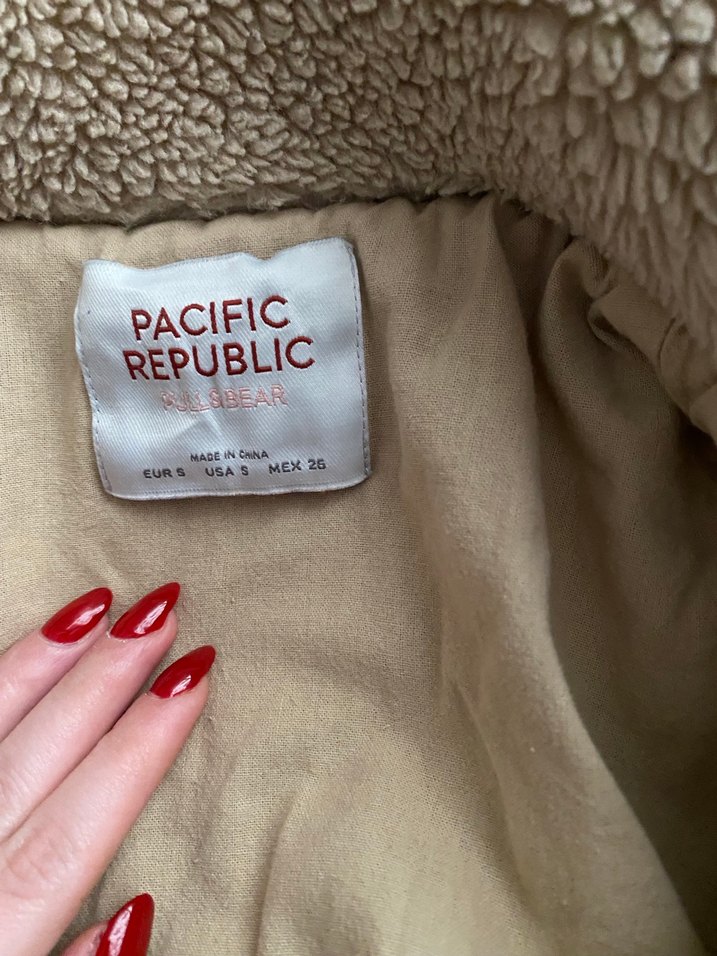 PACIFIC
REPUBLIC
PULL&BEAR
MADE IN CHINA
EUR S USA S MEX 26